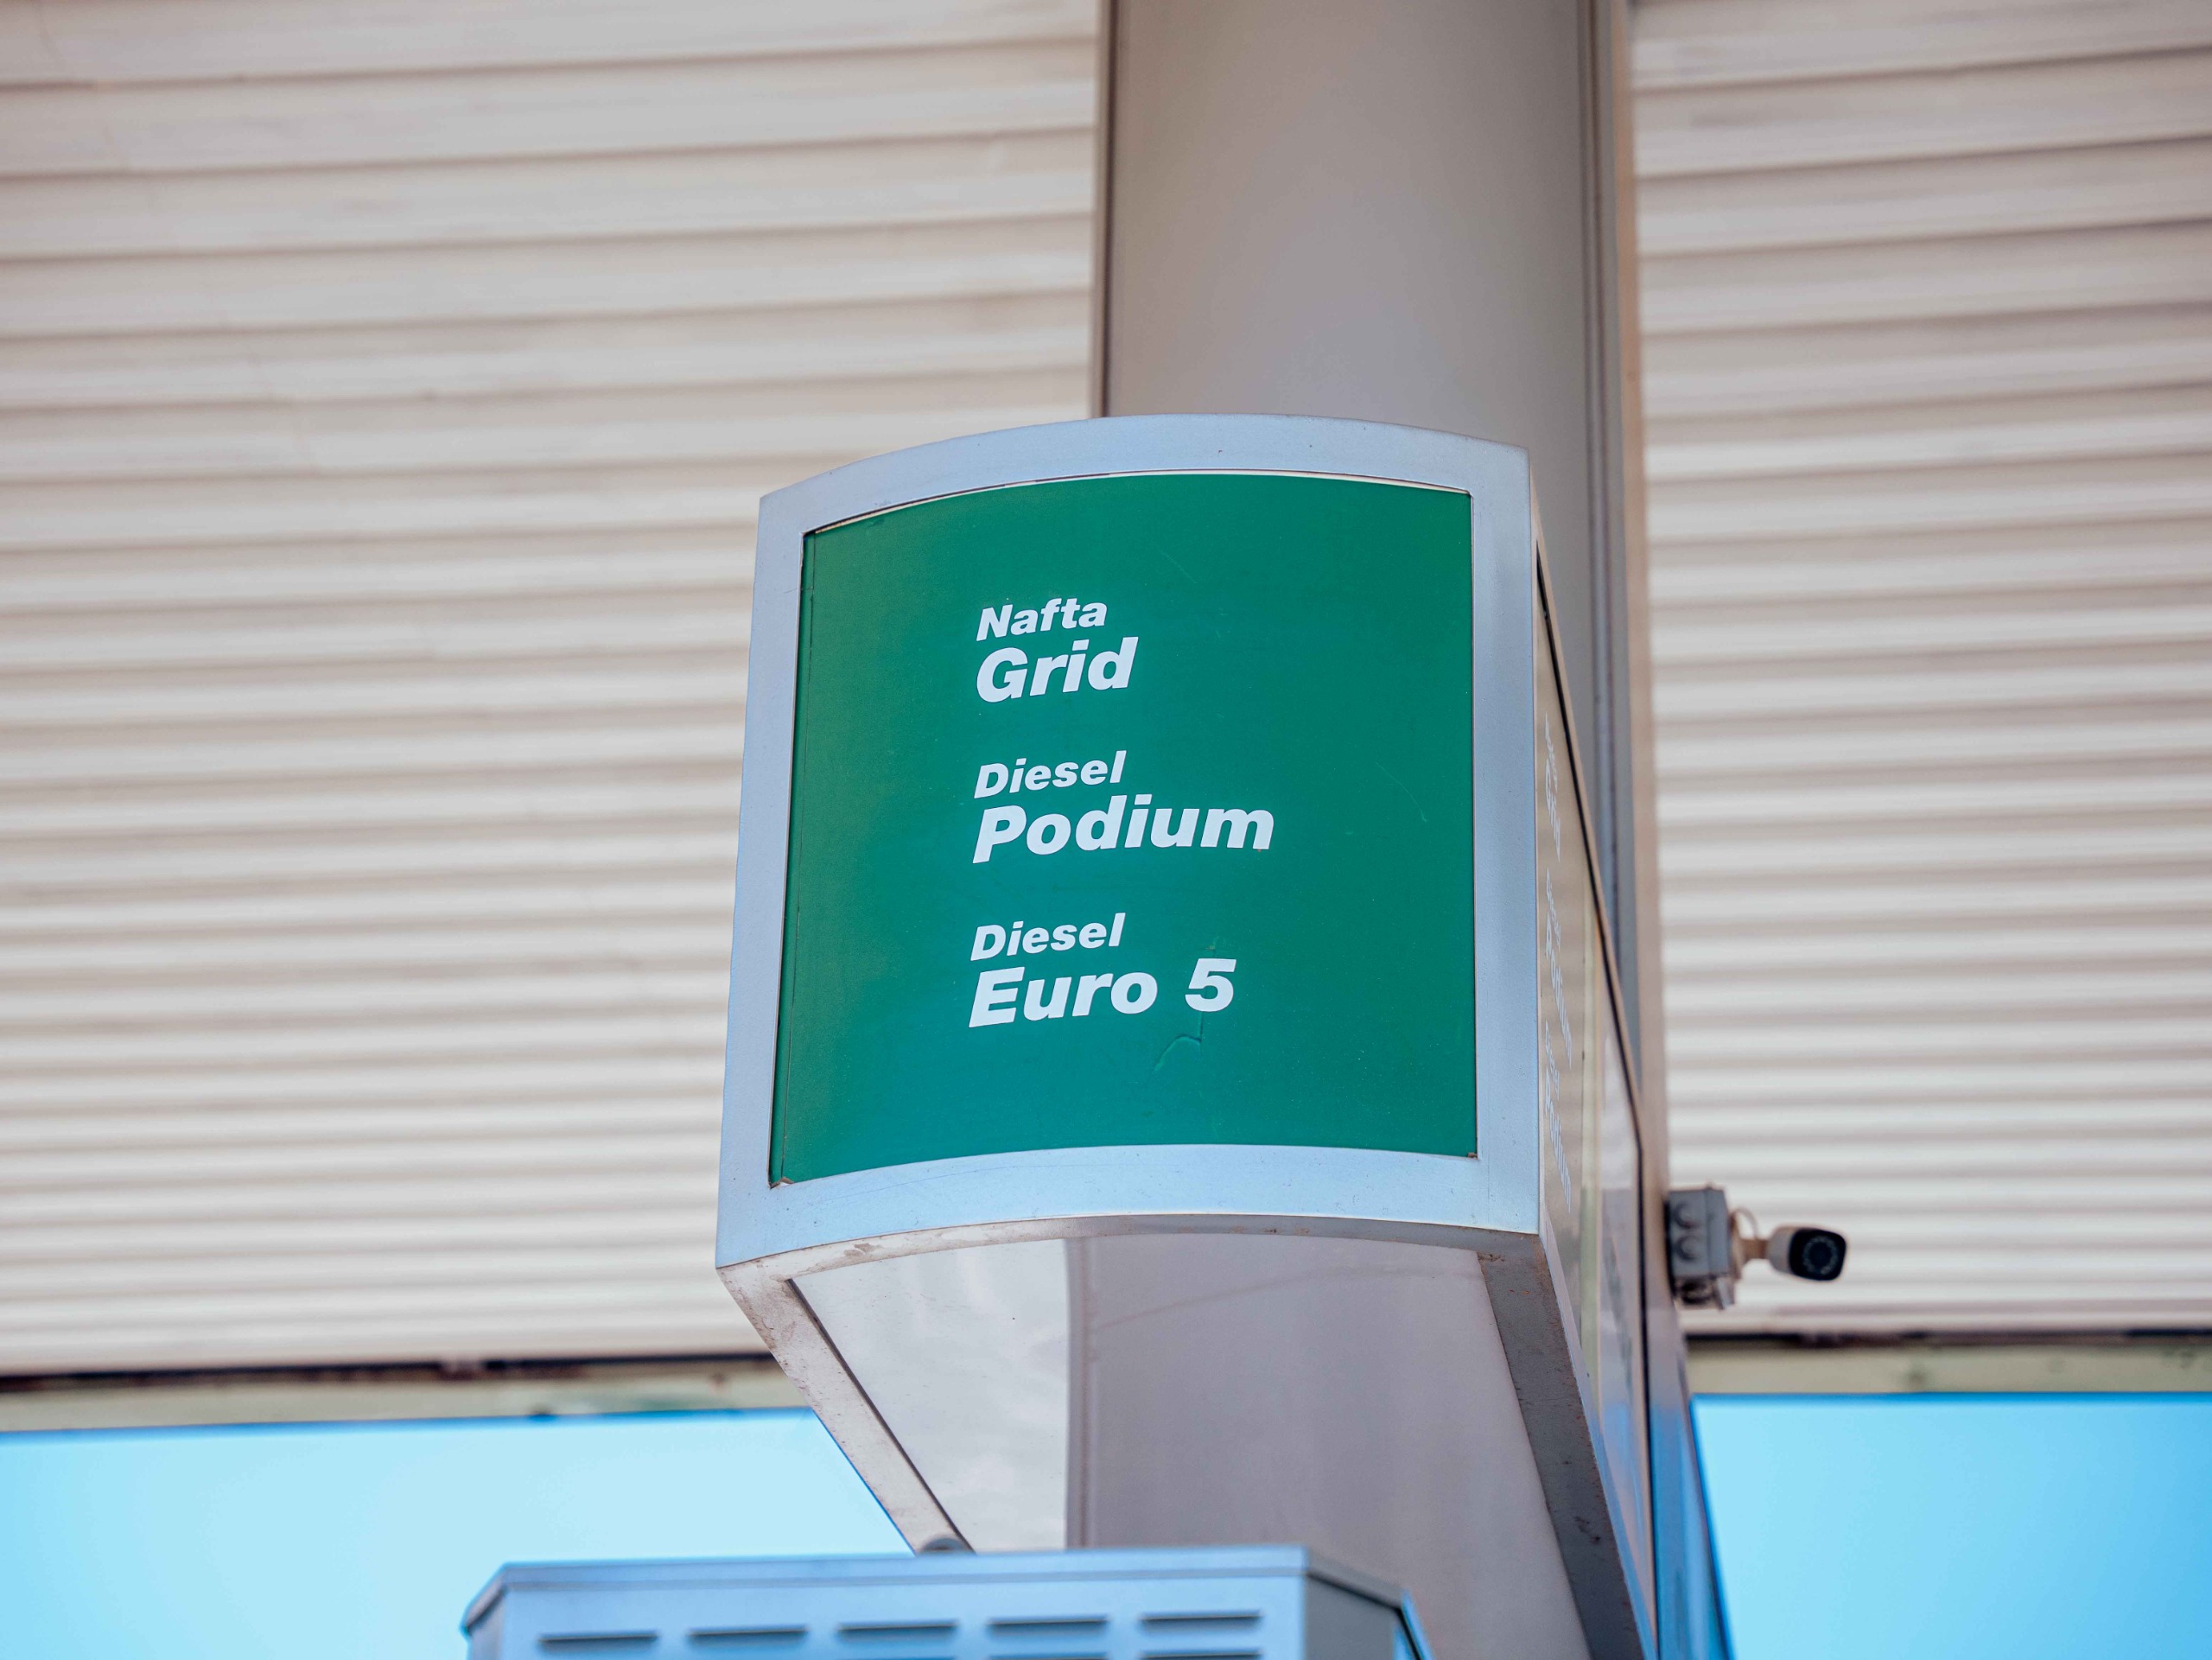 Nafta
Grid
Diesel
Podium
Diesel
Euro 5